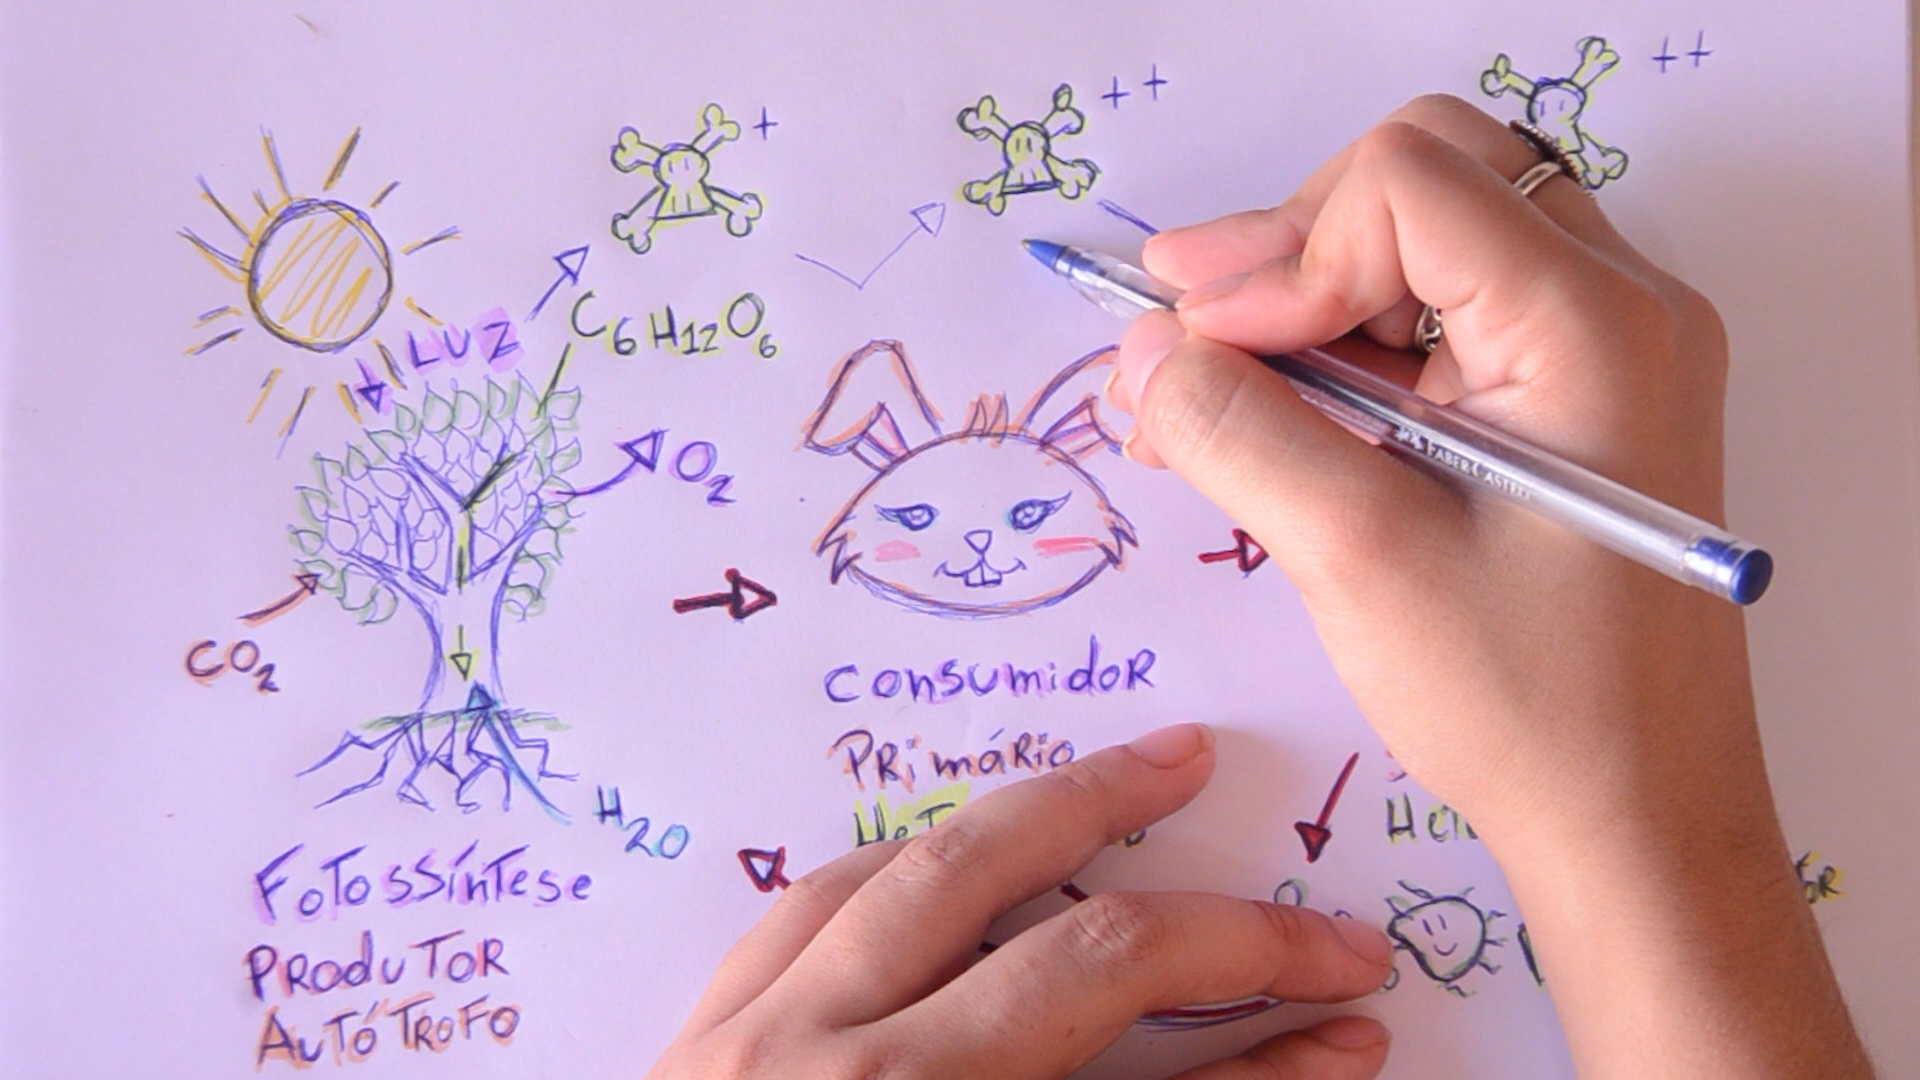 +
++
++
LUZ
C6H12O6
O2
CO2
H2O
Fotossíntese
Produtor
Autótrofo
Consumidor
Primário
FABER-CASTELL